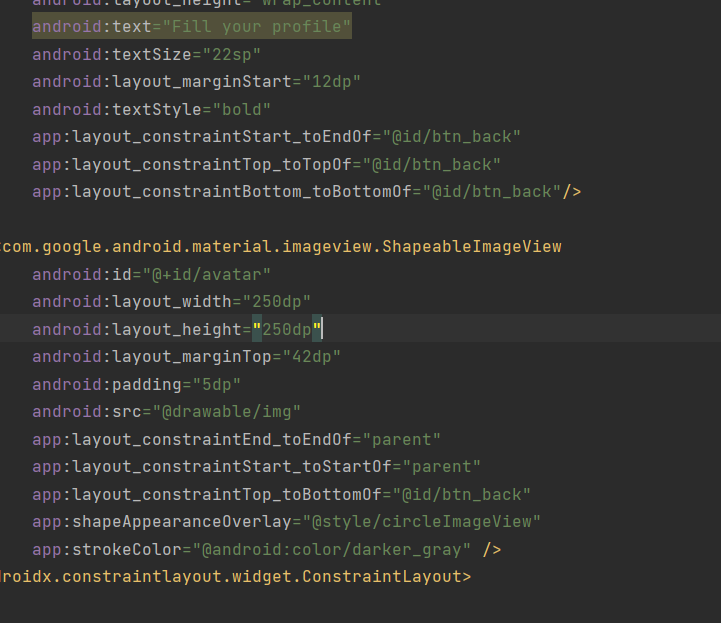 android:layout_height="wrap_content"
android:text="Fill your profile"
android:textSize="22sp"
android:layout_marginStart="12dp"
android:textStyle="bold"
app:layout_constraintStart_toEndOf="@id/btn_back"
app:layout_constraintTop_toTopOf="@id/btn_back"
app:layout_constraintBottom_toBottomOf="@id/btn_back"/>
<com.google.android.material.imageview.ShapeableImageView
android:id="@+id/avatar"
android:layout_width="250dp"
android:layout_height="250dp"
android:layout_marginTop="42dp"
android:padding="5dp"
android:src="@drawable/img"
app:layout_constraintEnd_toEndOf="parent"
app:layout_constraintStart_toStartOf="parent"
app:layout_constraintTop_toBottomOf="@id/btn_back"
app:shapeAppearanceOverlay="@style/circleImageView"
app:strokeColor="@android:color/darker_gray" />
droidx.constraintlayout.widget.ConstraintLayout>